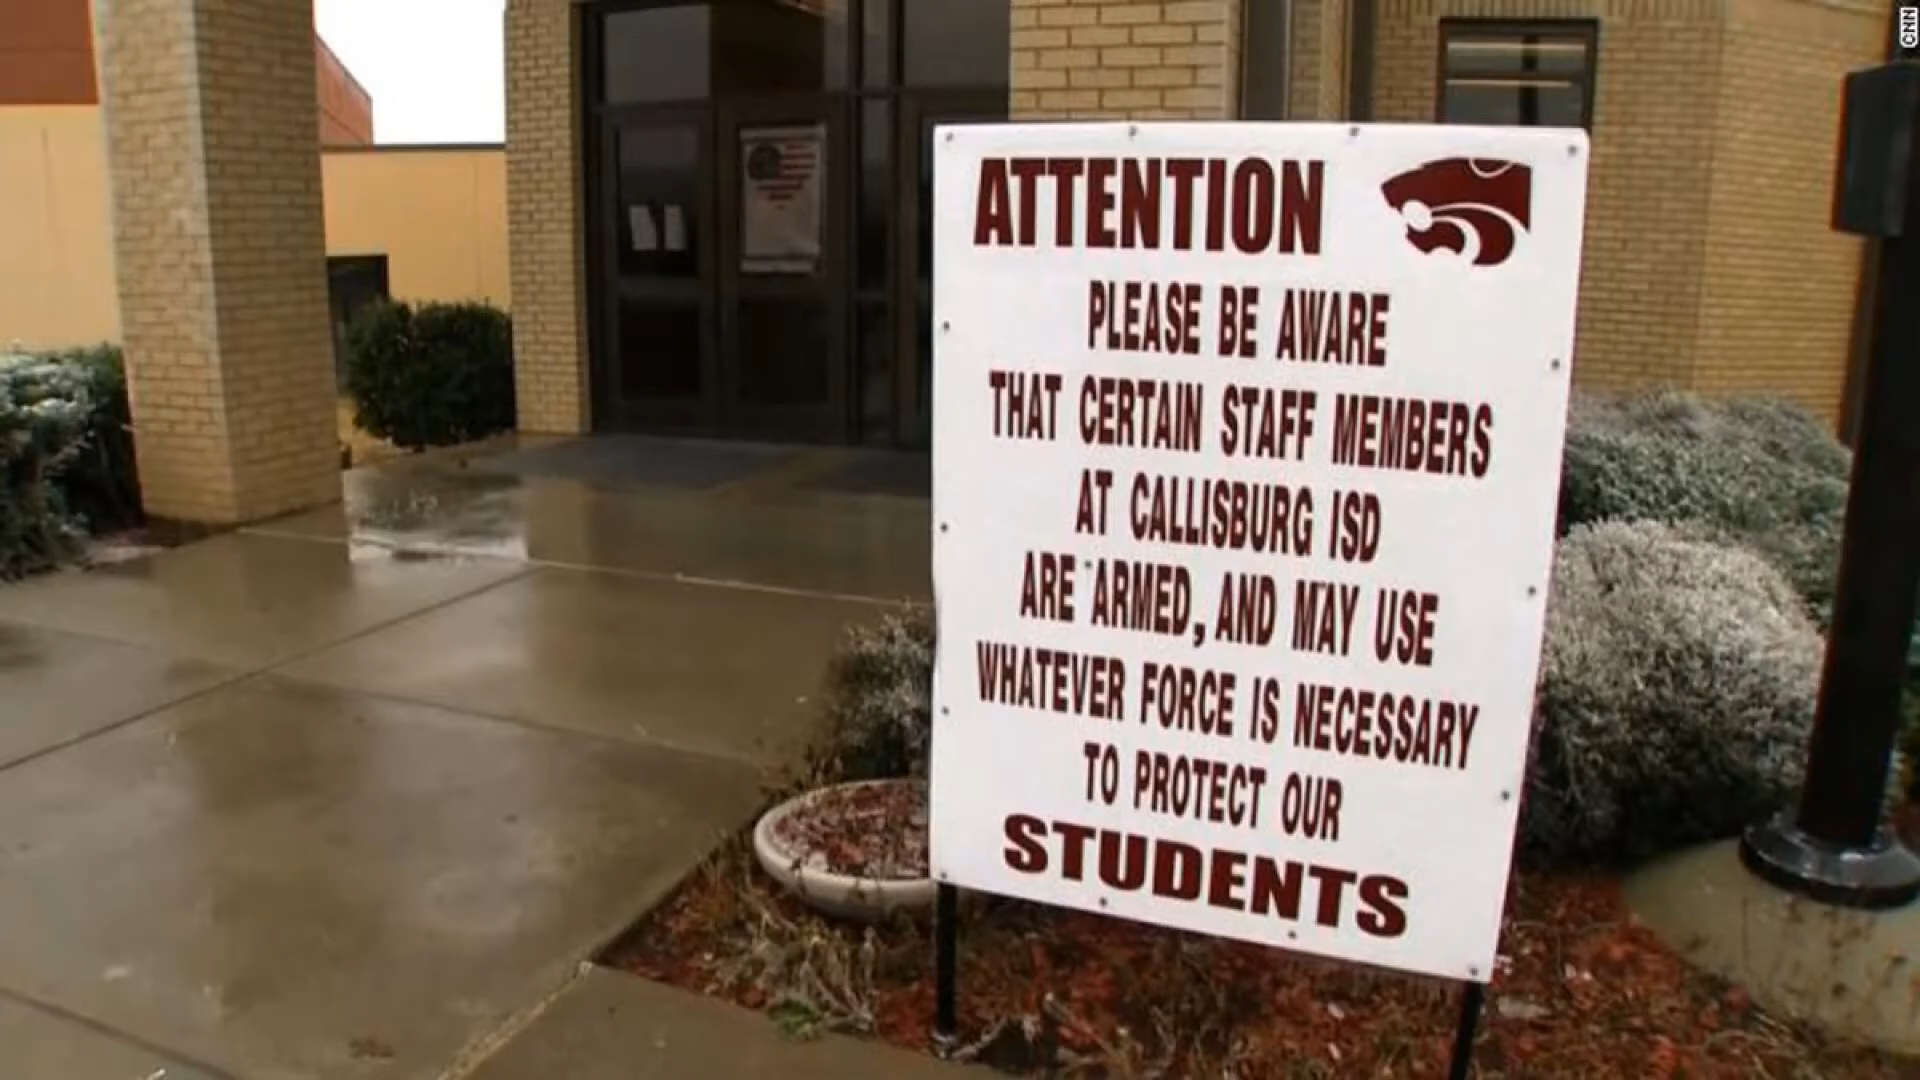 CNN
ATTENTION
PLEASE BE AWARE
THAT CERTAIN STAFF MEMBERS
AT CALLISBURG ISD
ARE ARMED, AND MAY USE
WHATEVER FORCE IS NECESSARY
TO PROTECT OUR
STUDENTS